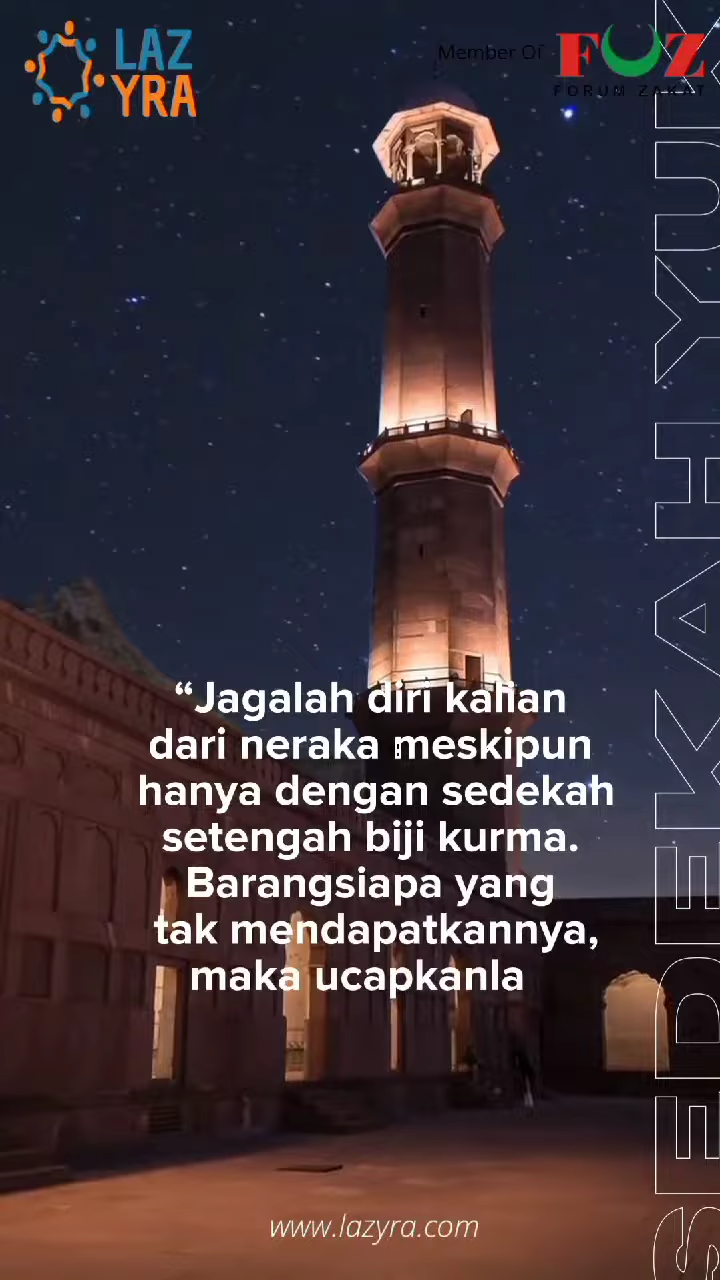 LAZ
YRA
Member Of
FOZ
FORUM ZAKAT
SEDEKAH YUK
“Jagalah diri kalian
dari neraka meskipun
hanya dengan sedekah
setengah biji kurma.
Barangsiapa yang
tak mendapatkannya,
maka ucapkanla
www.lazyra.com